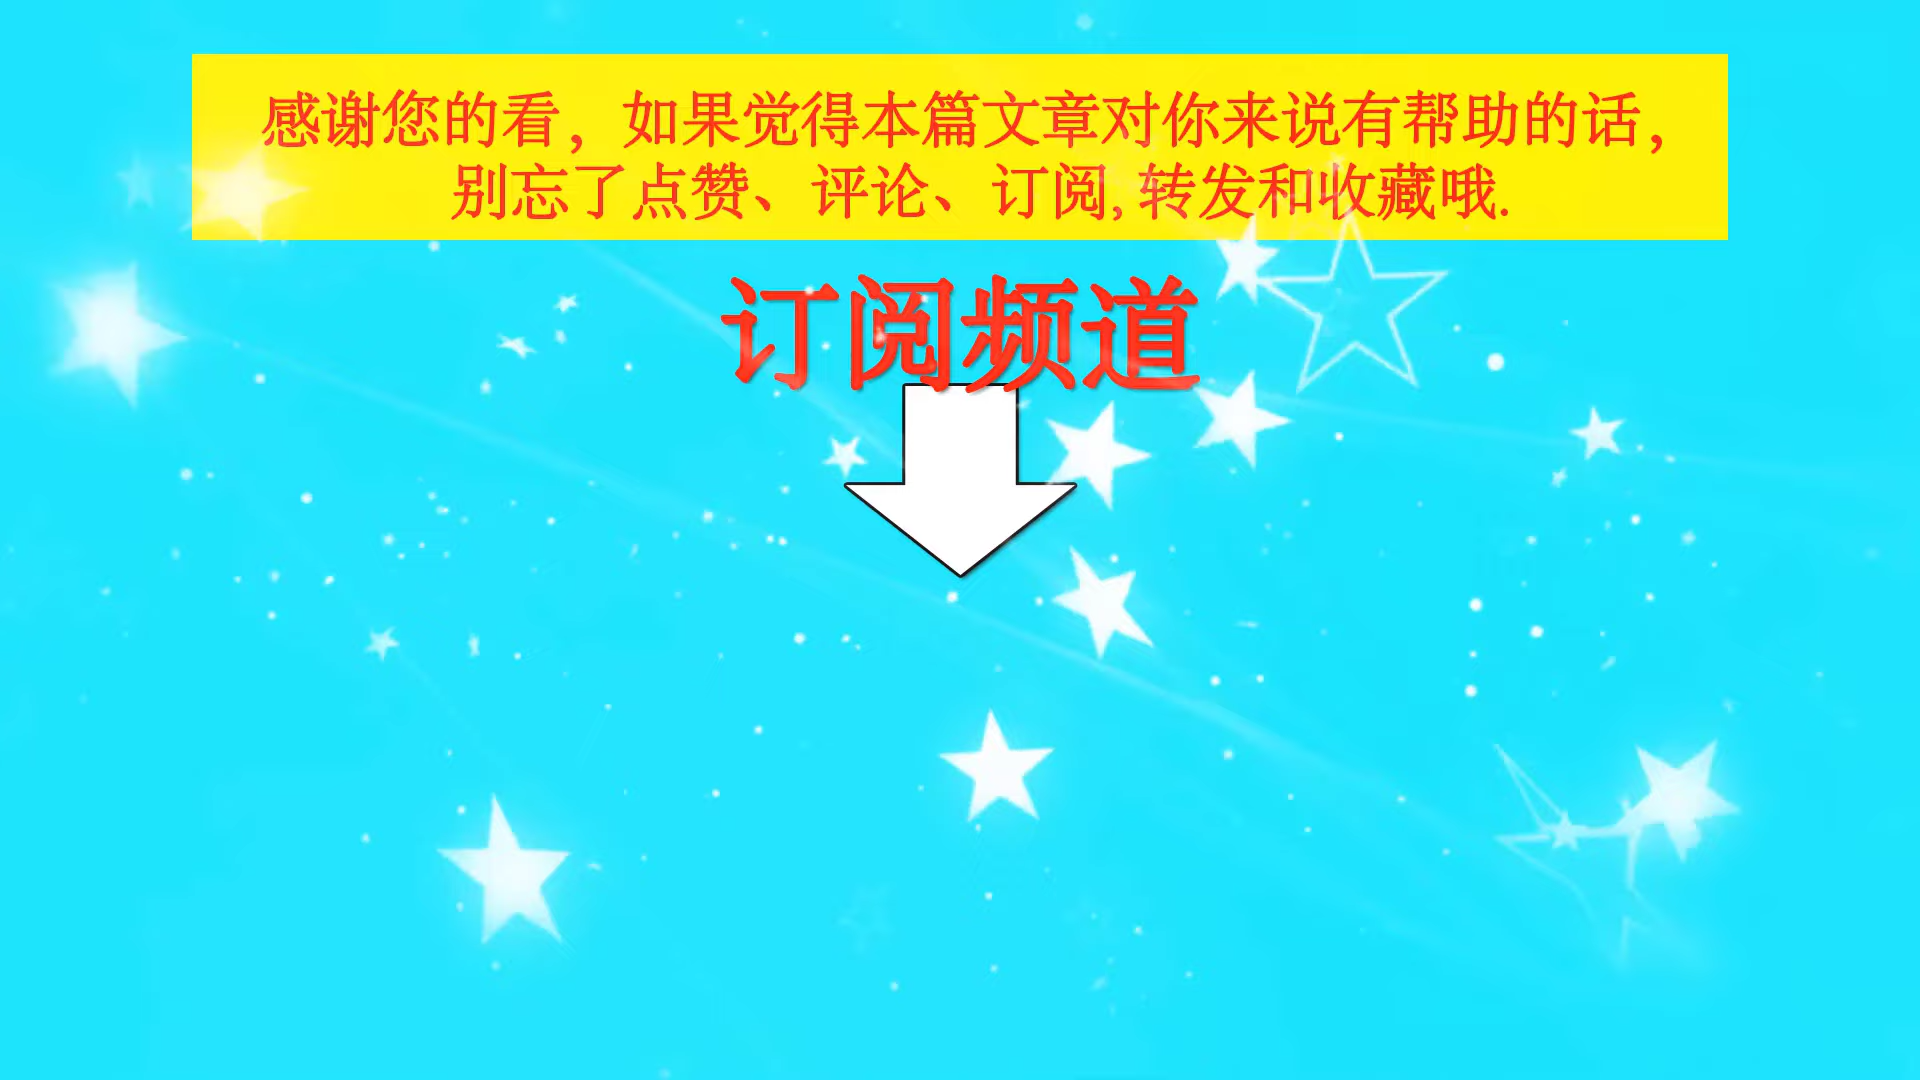 感谢您的看，如果觉得本篇文章对你来说有帮助的话，
别忘了点赞、评论、订阅,转发和收藏哦.
订阅频道